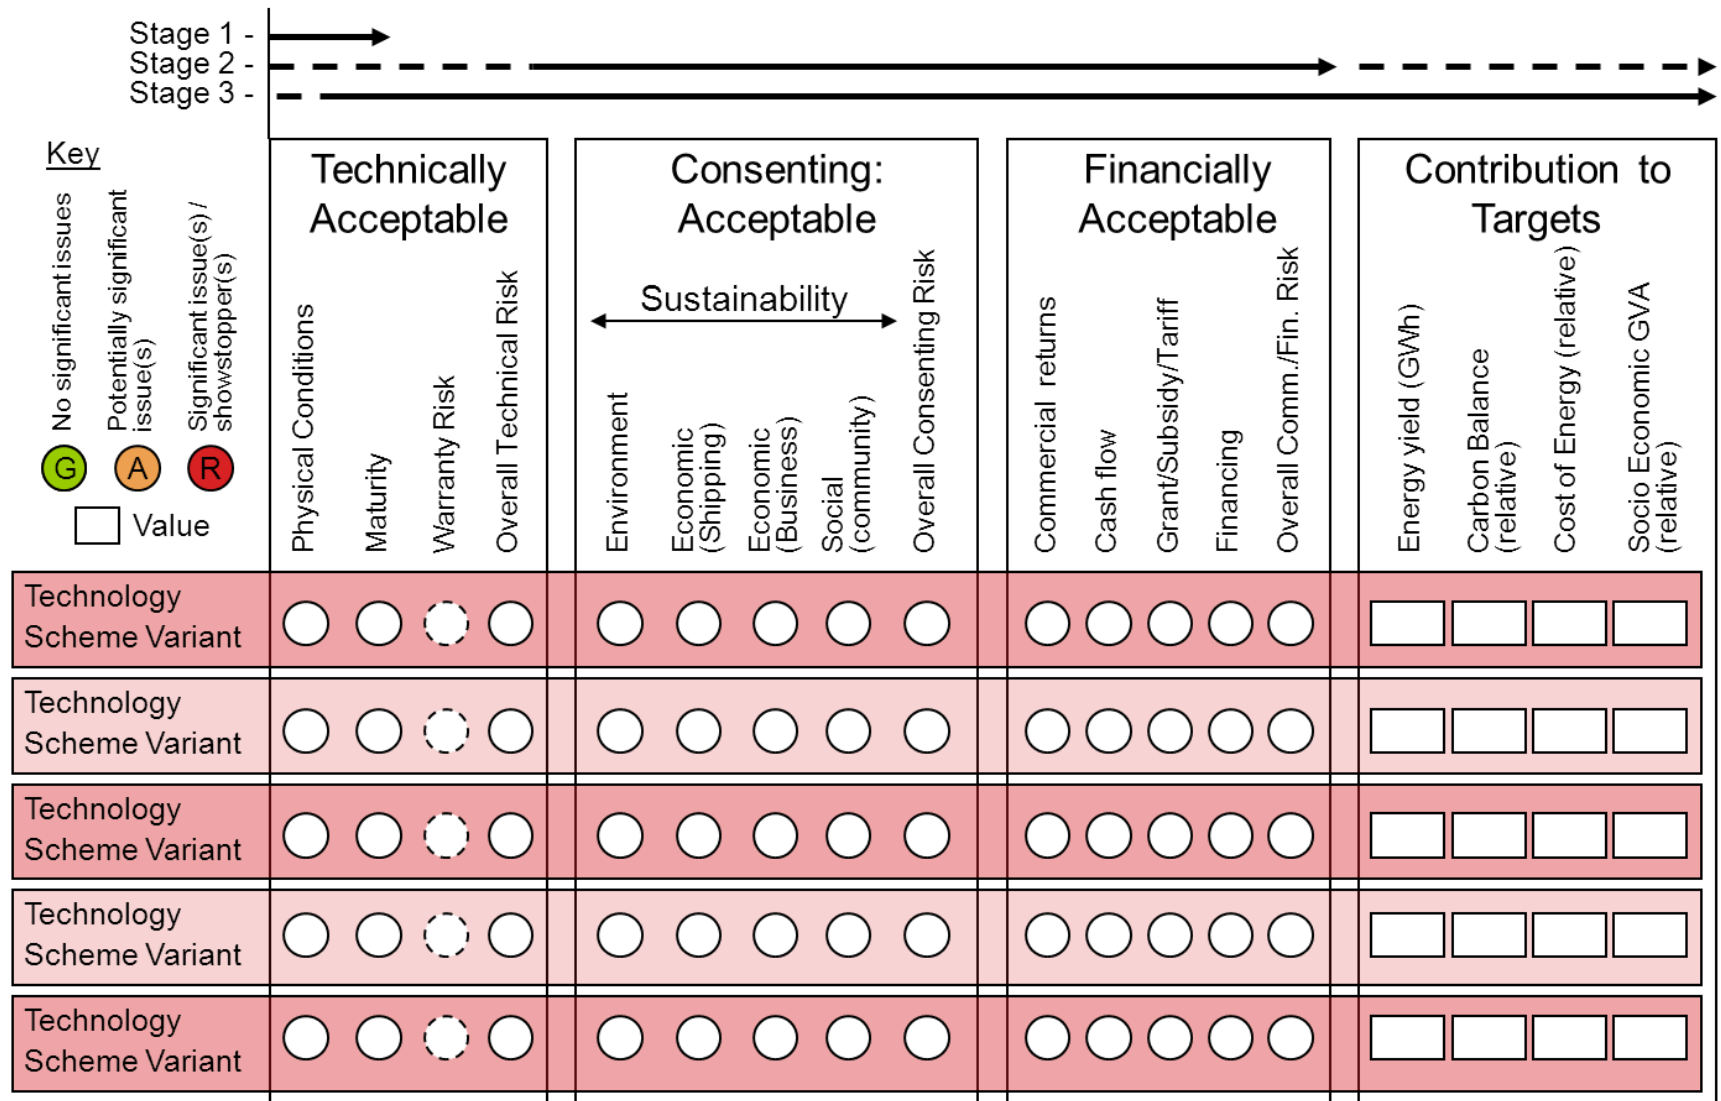 Stage 1 -
Stage 2 -
Stage 3 -
Key
No significant issues
Potentially significant
issue(s)
Significant issue(s) /
showstopper(s)
G
A
R
Value
Technically
Acceptable
Physical Conditions
Maturity
Warranty Risk
Overall Technical Risk
Consenting:
Acceptable
Sustainability
Environment
Economic
(Shipping)
Economic
(Business)
Social
(community)
Overall Consenting Risk
Financially
Acceptable
Commercial returns
Cash flow
Grant/Subsidy/Tariff
Financing
Overall Comm./Fin. Risk
Contribution to
Targets
Energy yield (GWh)
Carbon Balance
(relative)
Cost of Energy (relative)
Socio Economic GVA
(relative)
Technology
Scheme Variant
Technology
Scheme Variant
Technology
Scheme Variant
Technology
Scheme Variant
Technology
Scheme Variant